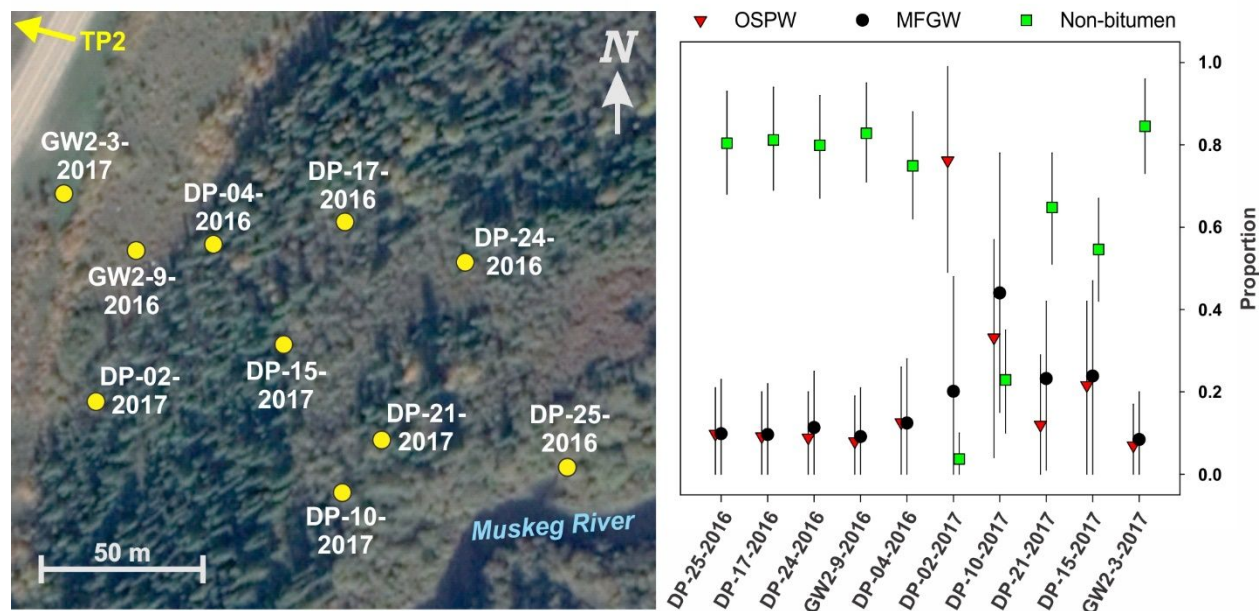 TP2
N
GW2-3-
2017
DP-04-
2016
DP-17-
2016
DP-24-
2016
GW2-9-
2016
DP-02-
2017
DP-15-
2017
DP-21-
2017
DP-25-
2016
DP-10-
2017
Muskeg River
50 m
OSPW MFGW Non-bitumen
1.0
0.8
0.6
0.4
0.2
0.0
Proportion
DP-25-2016
DP-17-2016
DP-24-2016
GW2-9-2016
DP-04-2016
DP-02-2017
DP-10-2017
DP-21-2017
DP-15-2017
GW2-3-2017